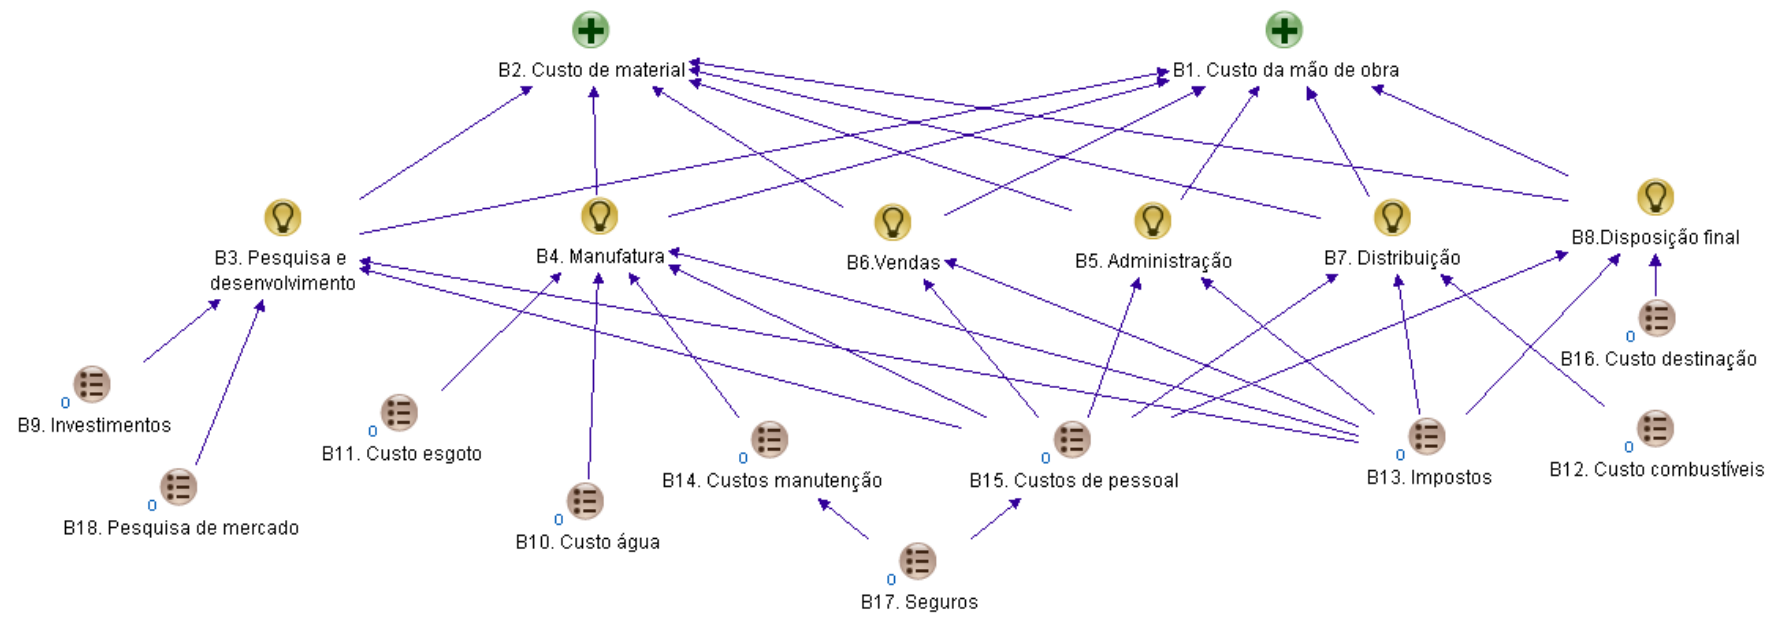 B2. Custo de material
B1. Custo da mão de obra
B3. Pesquisa e
desenvolvimento
B4. Manufatura
B6.Vendas
B5. Administração
B7. Distribuição
B8.Disposição final
0
B16. Custo destinação
0
B9. Investimentos
0
B11. Custo esgoto
0
B14. Custos manutenção
0
B15. Custos de pessoal
0
B13. Impostos
0
B12. Custo combustíveis
0
B18. Pesquisa de mercado
0
B10. Custo água
0
B17. Seguros